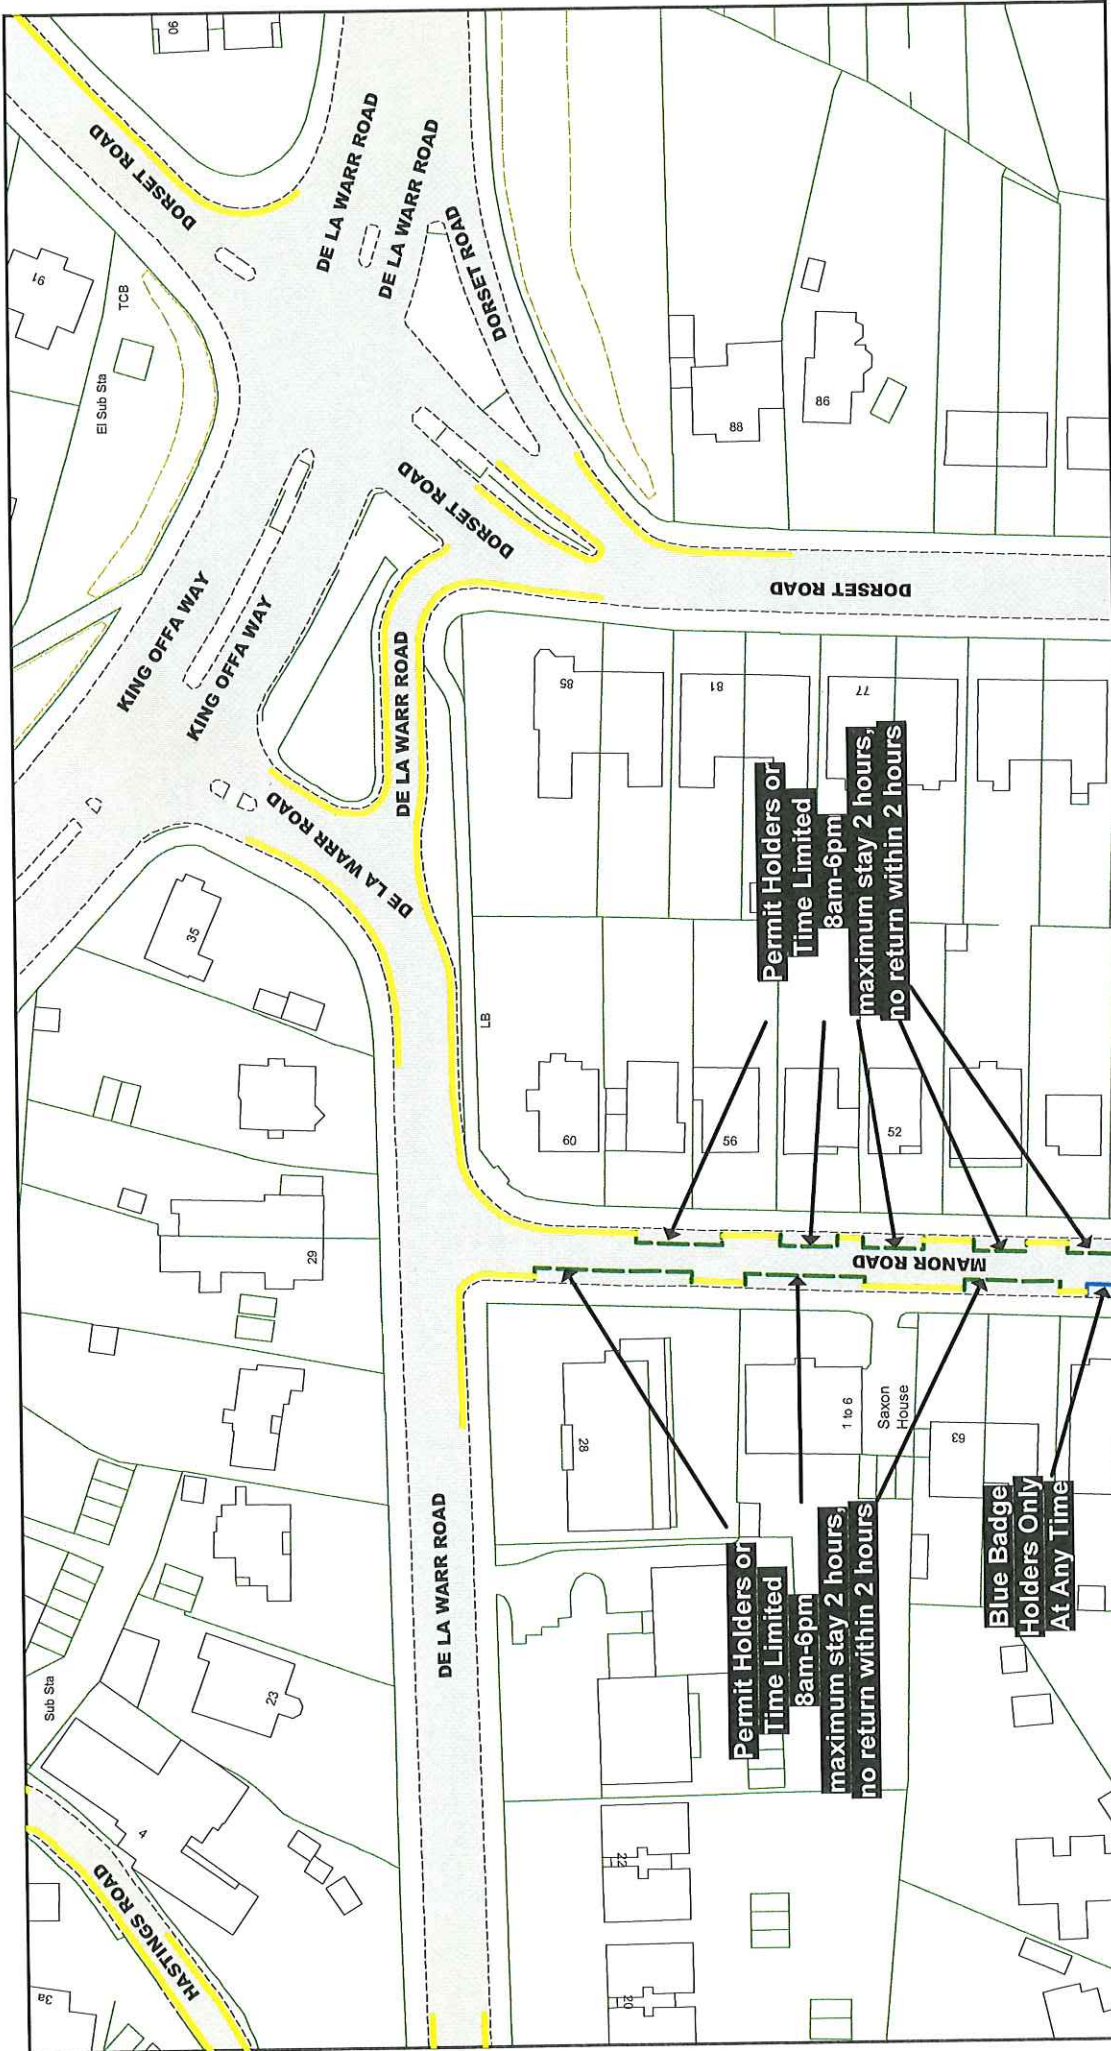 DORSET ROAD
90
91
TCB
El Sub Sta
DE LA WARR ROAD
DE LA WARR ROAD
DORSET ROAD
DORSET ROAD
KING OFFA WAY
KING OFFA WAY
DE LA WARR ROAD
DE LA WARR ROAD
DORSET ROAD
88
86
85
81
77
35
LB
29
60
56
52
Permit Holders or
Time Limited
8am-6pm
maximum stay 2 hours,
no return within 2 hours
MANOR ROAD
28
1 to 6
Saxon
House
63
DE LA WARR ROAD
Permit Holders or
Time Limited
8am-6pm
maximum stay 2 hours,
no return within 2 hours
Blue Badge
Holders Only
At Any Time
Sub Sta
23
4
HASTINGS ROAD
3a
22
20